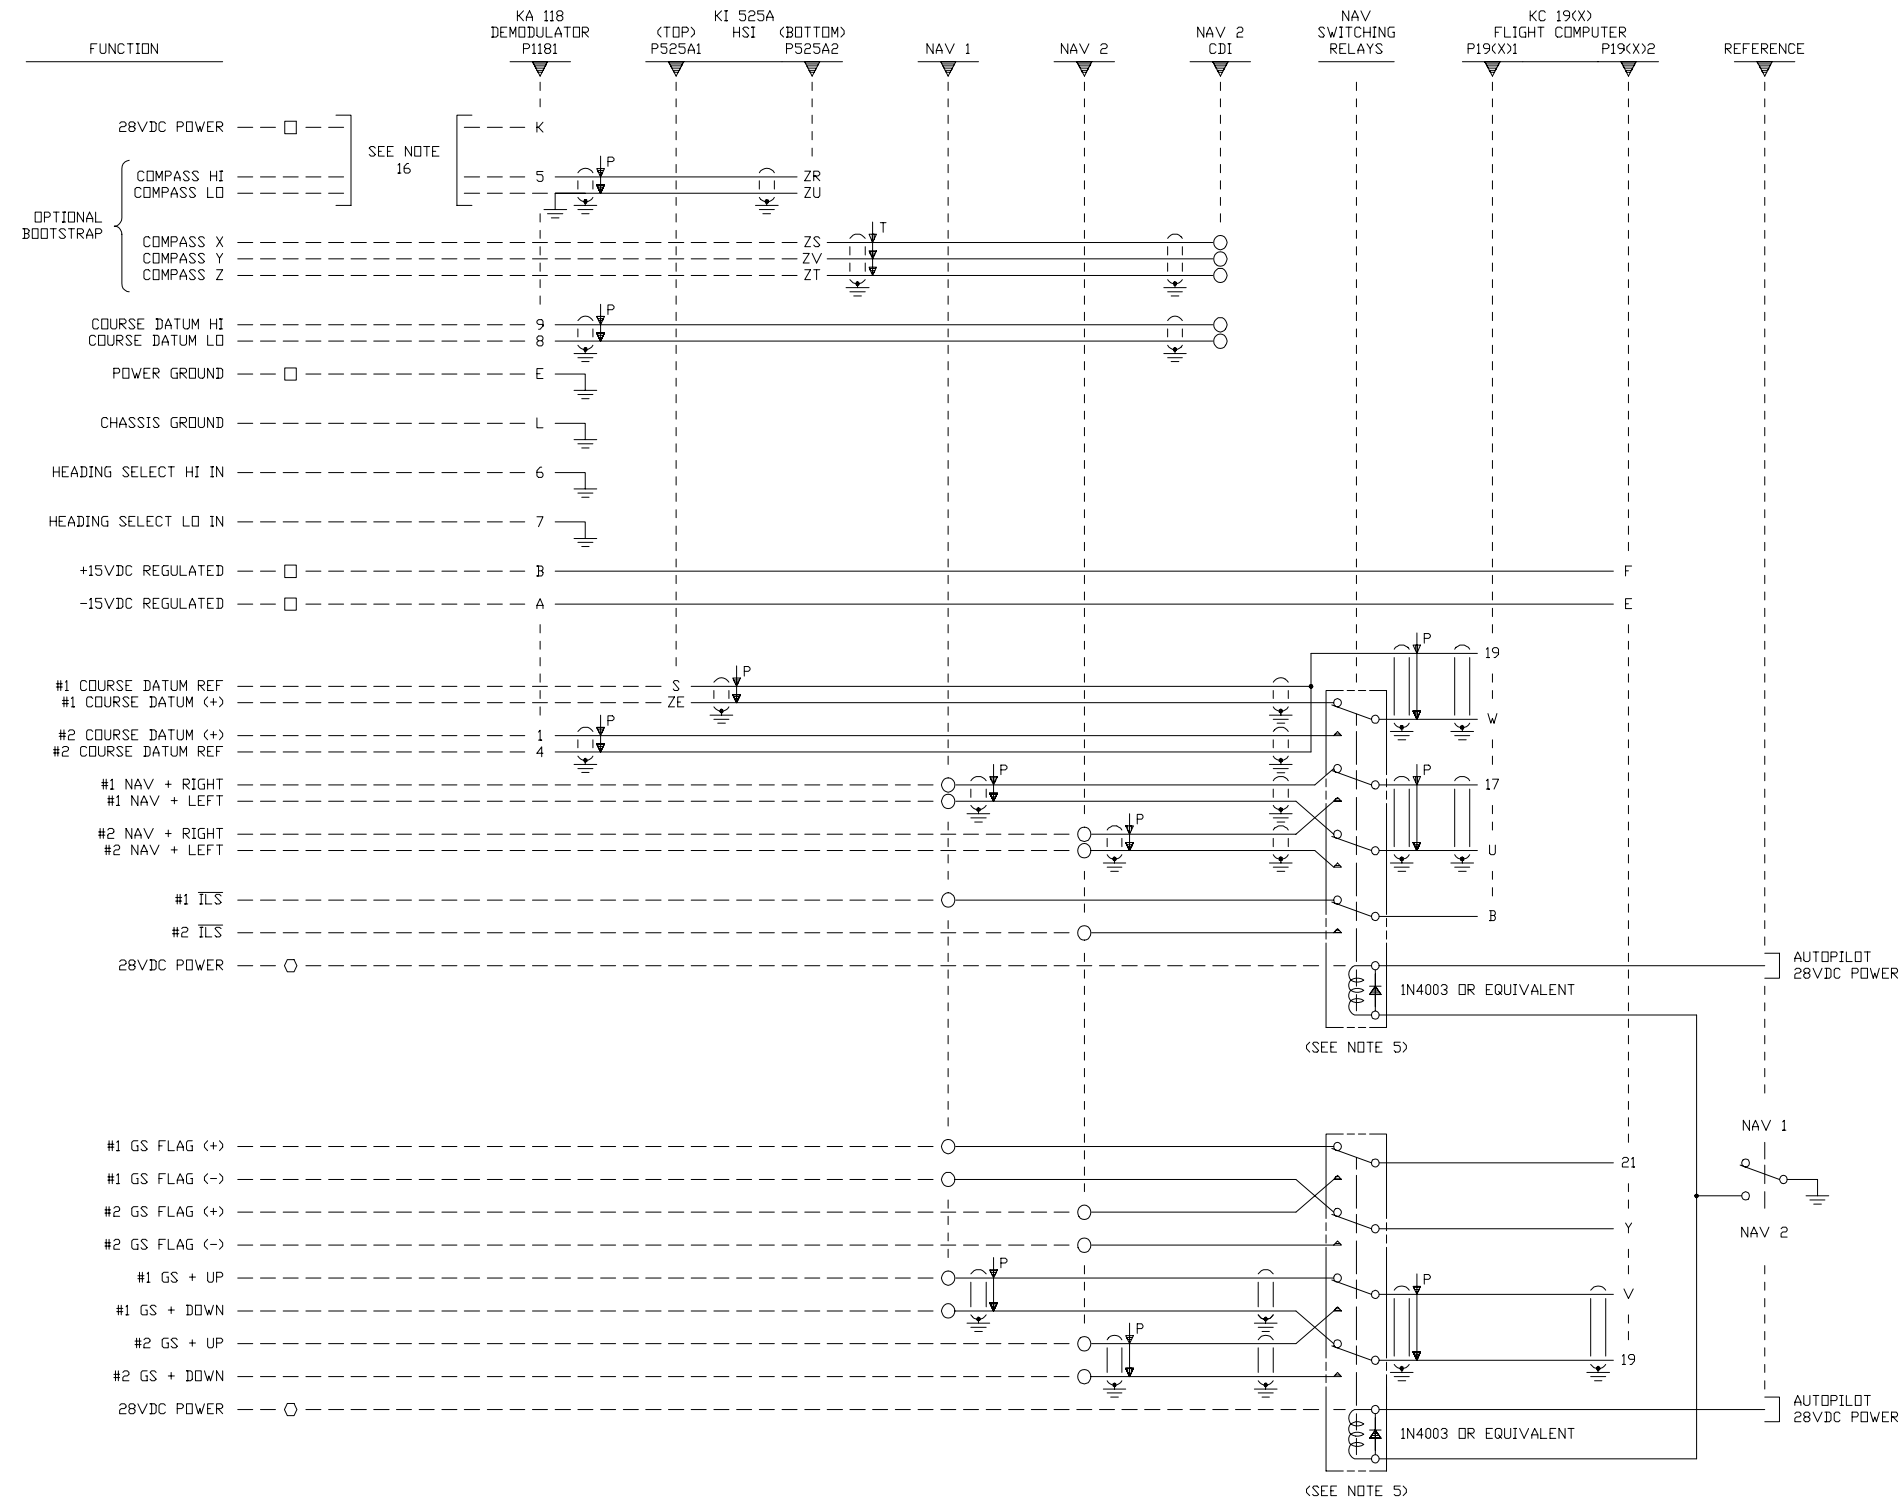 KA 118 KI 525A NAV KC 19(X)
DEMODULATOR (TOP) HSI (BOTTOM) NAV 2 SWITCHING FLIGHT COMPUTER
FUNCTION P1181 P525A1 P525A2 NAV 1 NAV 2 CDI RELAYS P19(X)1 P19(X)2 REFERENCE
28VDC POWER K
SEE NOTE
16
P
COMPASS HI 5 ZR
COMPASS LO ZU
OPTIONAL
BOOTSTRAP
T
COMPASS X ZS
COMPASS Y ZV
COMPASS Z ZT
P
COURSE DATUM HI 9
COURSE DATUM LO 8
POWER GROUND E
CHASSIS GROUND L
HEADING SELECT HI IN 6
HEADING SELECT LO IN 7
+15VDC REGULATED B F
-15VDC REGULATED A E
P
19
P
#1 COURSE DATUM REF S
#1 COURSE DATUM (+) ZE
W
P
#2 COURSE DATUM (+) 1
#2 COURSE DATUM REF 4
P P
#1 NAV + RIGHT 17
#1 NAV + LEFT
P
#2 NAV + RIGHT
#2 NAV + LEFT U
#1 ILS
B
#2 ILS
28VDC POWER AUTOPILOT
28VDC POWER
1N4003 OR EQUIVALENT
(SEE NOTE 5)
NAV 1
#1 GS FLAG (+)
21
#1 GS FLAG (-)
#2 GS FLAG (+)
Y
NAV 2
#2 GS FLAG (-)
P
#1 GS + UP P
V
#1 GS + DOWN
P
#2 GS + UP
19
#2 GS + DOWN
28VDC POWER AUTOPILOT
28VDC POWER
1N4003 OR EQUIVALENT
(SEE NOTE 5)